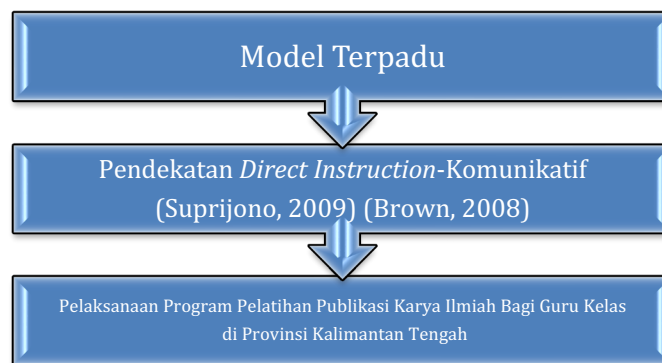 Model Terpadu
Pendekatan Direct Instruction-Komunikatif
(Suprijono, 2009) (Brown, 2008)
Pelaksanaan Program Pelatihan Publikasi Karya Ilmiah Bagi Guru Kelas
di Provinsi Kalimantan Tengah